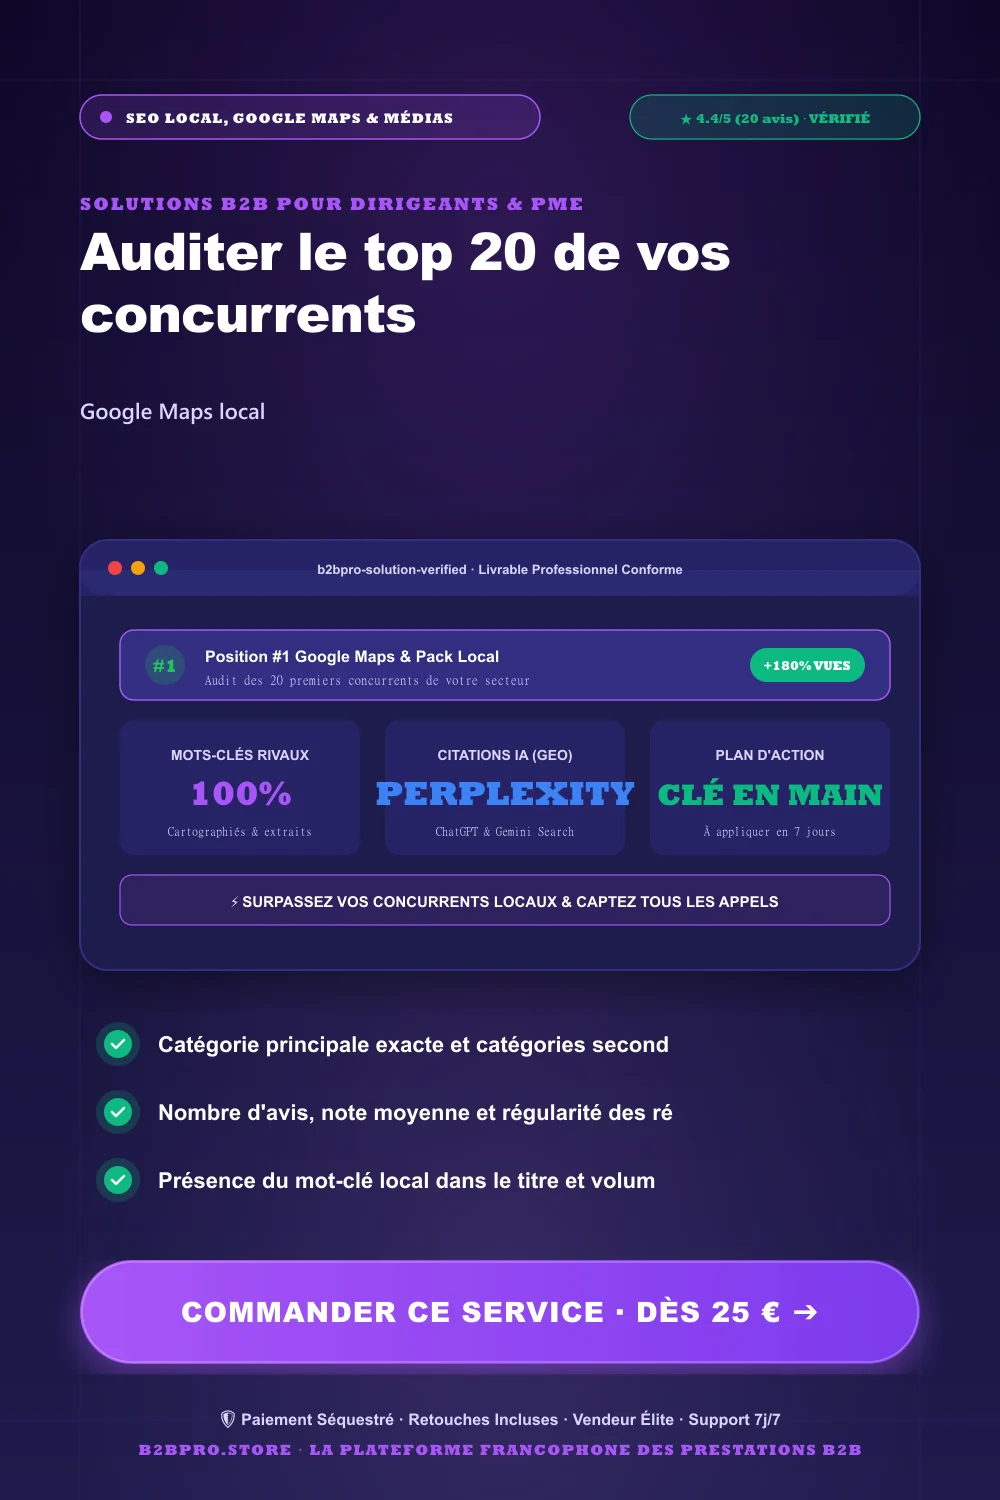 SEO LOCAL, GOOGLE MAPS & MÉDIAS
★ 4.4/5 (20 avis) · VÉRIFIÉ
SOLUTIONS B2B POUR DIRIGEANTS & PME
Auditer le top 20 de vos
concurrents
Google Maps local
b2bpro-solution-verified · Livrable Professionnel Conforme
#1
Position #1 Google Maps & Pack Local
Audit des 20 premiers concurrents de votre secteur
+180% VUES
MOTS-CLÉS RIVAUX
100%
Cartographiés & extraits
CITATIONS IA (GEO)
PERPLEXITY
ChatGPT & Gemini Search
PLAN D'ACTION
CLÉ EN MAIN
À appliquer en 7 jours
⚡ SURPASSEZ VOS CONCURRENTS LOCAUX & CAPTEZ TOUS LES APPELS
Catégorie principale exacte et catégories second
Nombre d'avis, note moyenne et régularité des ré
Présence du mot-clé local dans le titre et volum
COMMANDER CE SERVICE · DÈS 25 € ➔
🛡 Paiement Séquestré · Retouches Incluses · Vendeur Élite · Support 7j/7
B2BPRO.STORE · LA PLATEFORME FRANCOPHONE DES PRESTATIONS B2B